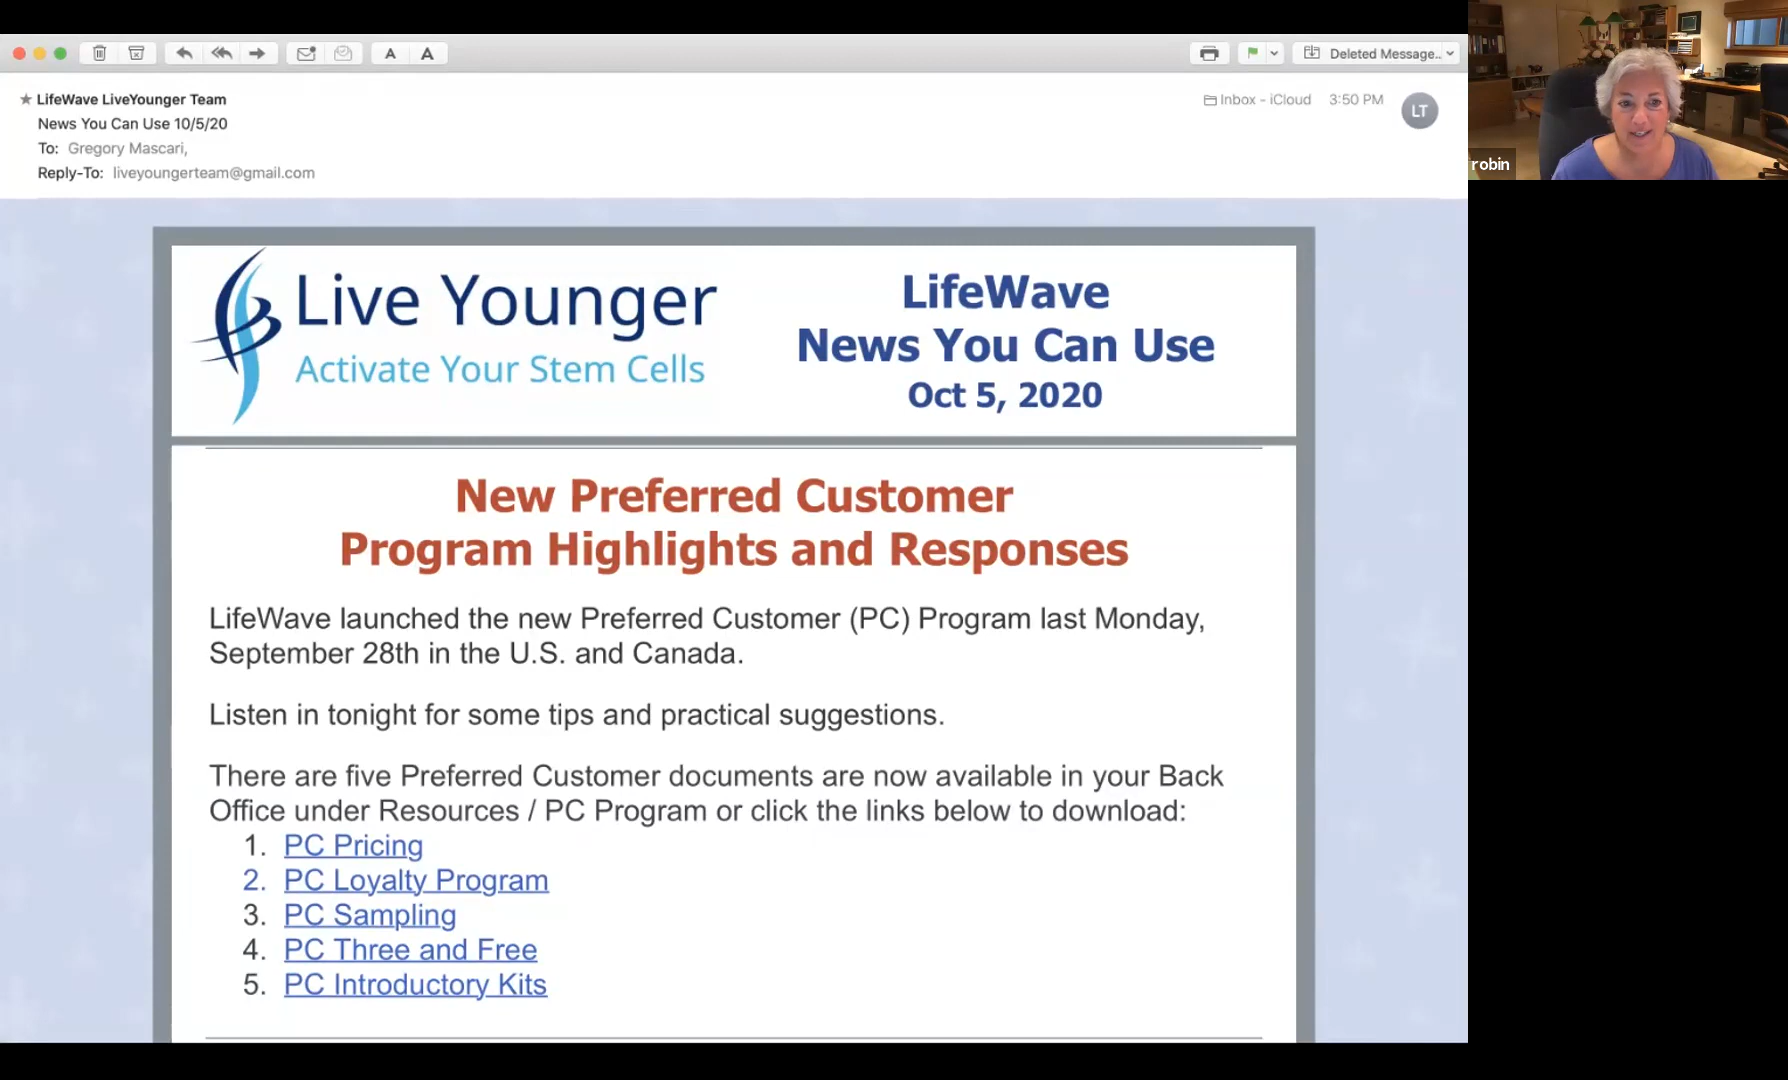 A A
Deleted Message..
LifeWave LiveYounger Team
Inbox - iCloud 3:50 PM
LT
News You Can Use 10/5/20
To: Gregory Mascari,
Reply-To: liveyoungerteam@gmail.com
robin
Live Younger
Activate Your Stem Cells
LifeWave
News You Can Use
Oct 5, 2020
New Preferred Customer
Program Highlights and Responses
LifeWave launched the new Preferred Customer (PC) Program last Monday,
September 28th in the U.S. and Canada.
Listen in tonight for some tips and practical suggestions.
There are five Preferred Customer documents are now available in your Back
Office under Resources / PC Program or click the links below to download:
1. PC Pricing
2. PC Loyalty Program
3. PC Sampling
4. PC Three and Free
5. PC Introductory Kits